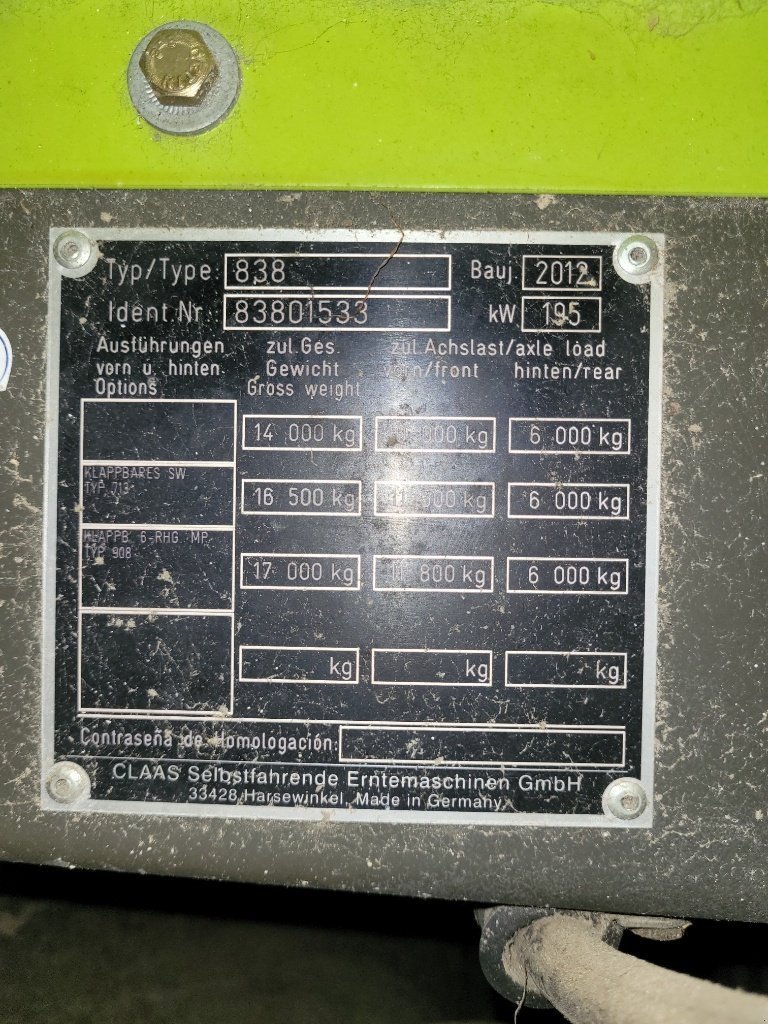 Typ/Type 838 Bauj. 2012
Ident.Nr. 83801533 kW 195
Ausführungen zul.Ges. zul.Achslast/axle load
vorn u. hinten Gewicht vorn/front hinten/rear
Options Gross weight
14 000 kg 000 kg 6 000 kg
KLAPPBARES SW
TYP 713
16 500 kg kg 6 000 kg
KLAPPB. 6-RHG MP
TYP 908
17 000 kg 11 800 kg 6 000 kg
kg kg kg
Contraseña de Homologación:
CLAAS Selbstfahrende Erntemaschinen GmbH
33428 Harsewinkel, Made in Germany